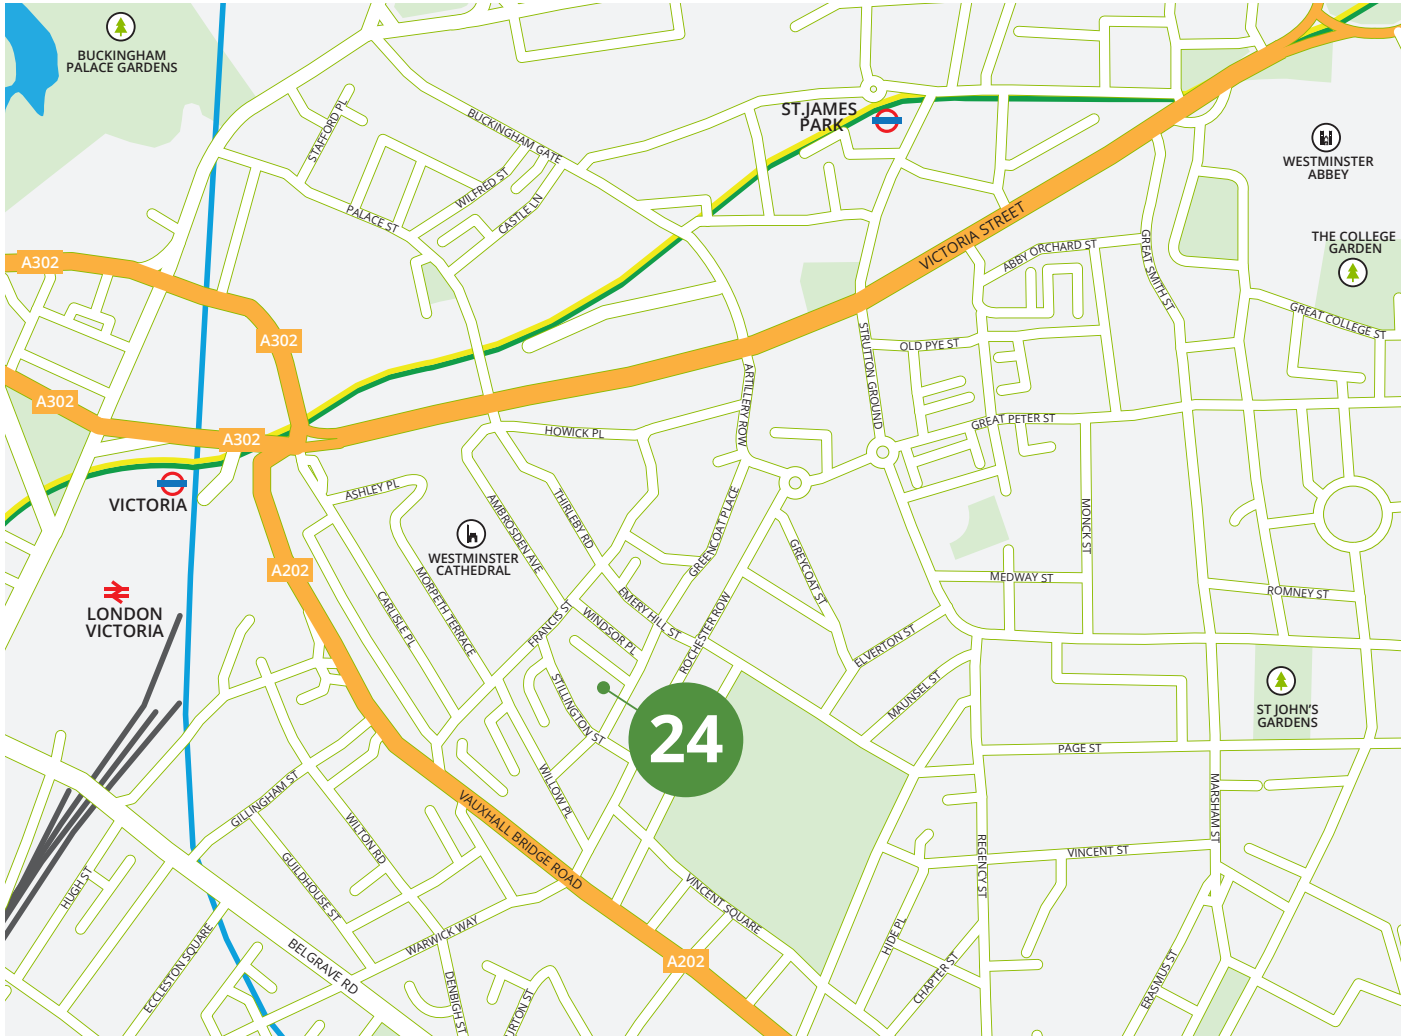 BUCKINGHAM
PALACE GARDENS
STAFFORD PL
BUCKINGHAM GATE
ST.JAMES
PARK
WESTMINSTER
ABBEY
WILFRED ST
CASTLE LN
PALACE ST
VICTORIA STREET
ABBY ORCHARD ST
GREAT SMITH ST
THE COLLEGE
GARDEN
A302
GREAT COLLEGE ST
A302
STRUTTON GROUND
OLD PYE ST
A302
ARTILLERY ROW
A302
HOWICK PL
GREAT PETER ST
VICTORIA
ASHLEY PL
AMBROSDEN AVE
THIRLEBY RD
GREENCOAT PLACE
MONCK ST
WESTMINSTER
CATHEDRAL
GREYCOAT ST
A202
MORPETH TERRACE
MEDWAY ST
ROMNEY ST
LONDON
VICTORIA
CARLISLE PL
FRANCIS ST
WINDSOR PL
EMERY HILL ST
ROCHESTER ROW
ELVERTON ST
STILLINGTON ST
MAUNSEL ST
ST JOHN'S
GARDENS
24
PAGE ST
GILLINGHAM ST
WILLOW PL
MARSHAM ST
VAUXHALL BRIDGE ROAD
WILTON RD
REGENCY ST
VINCENT ST
HUGH ST
GUILDHOUSE ST
VINCENT SQUARE
WARWICK WAY
HIDE PL
ECCLESTON SQUARE
BELGRAVE RD
A202
CHAPTER ST
ERASMUS ST
DENBIGH ST
URTON ST